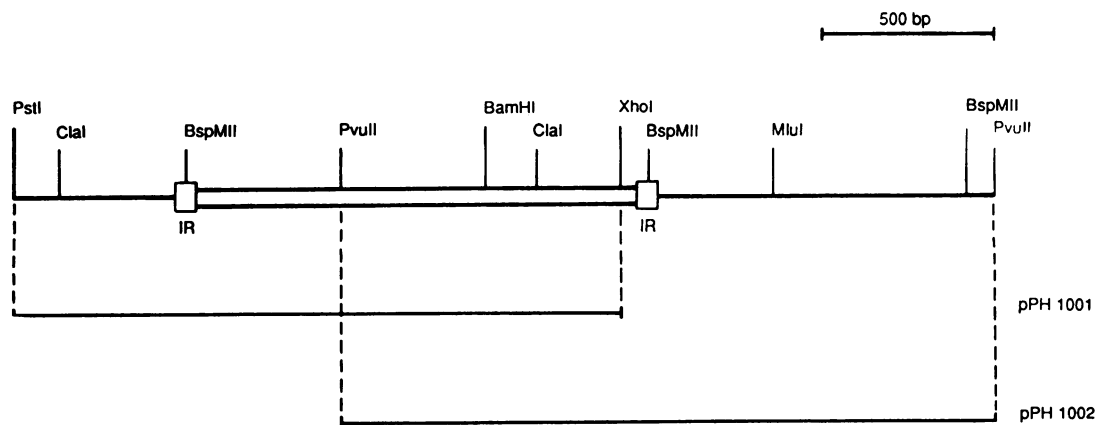 500 bp
PstI
ClaI
BspMII
PvuII
BamHI
ClaI
XhoI
BspMII
MluI
BspMII
PvuII
IR
IR
pPH 1001
pPH 1002